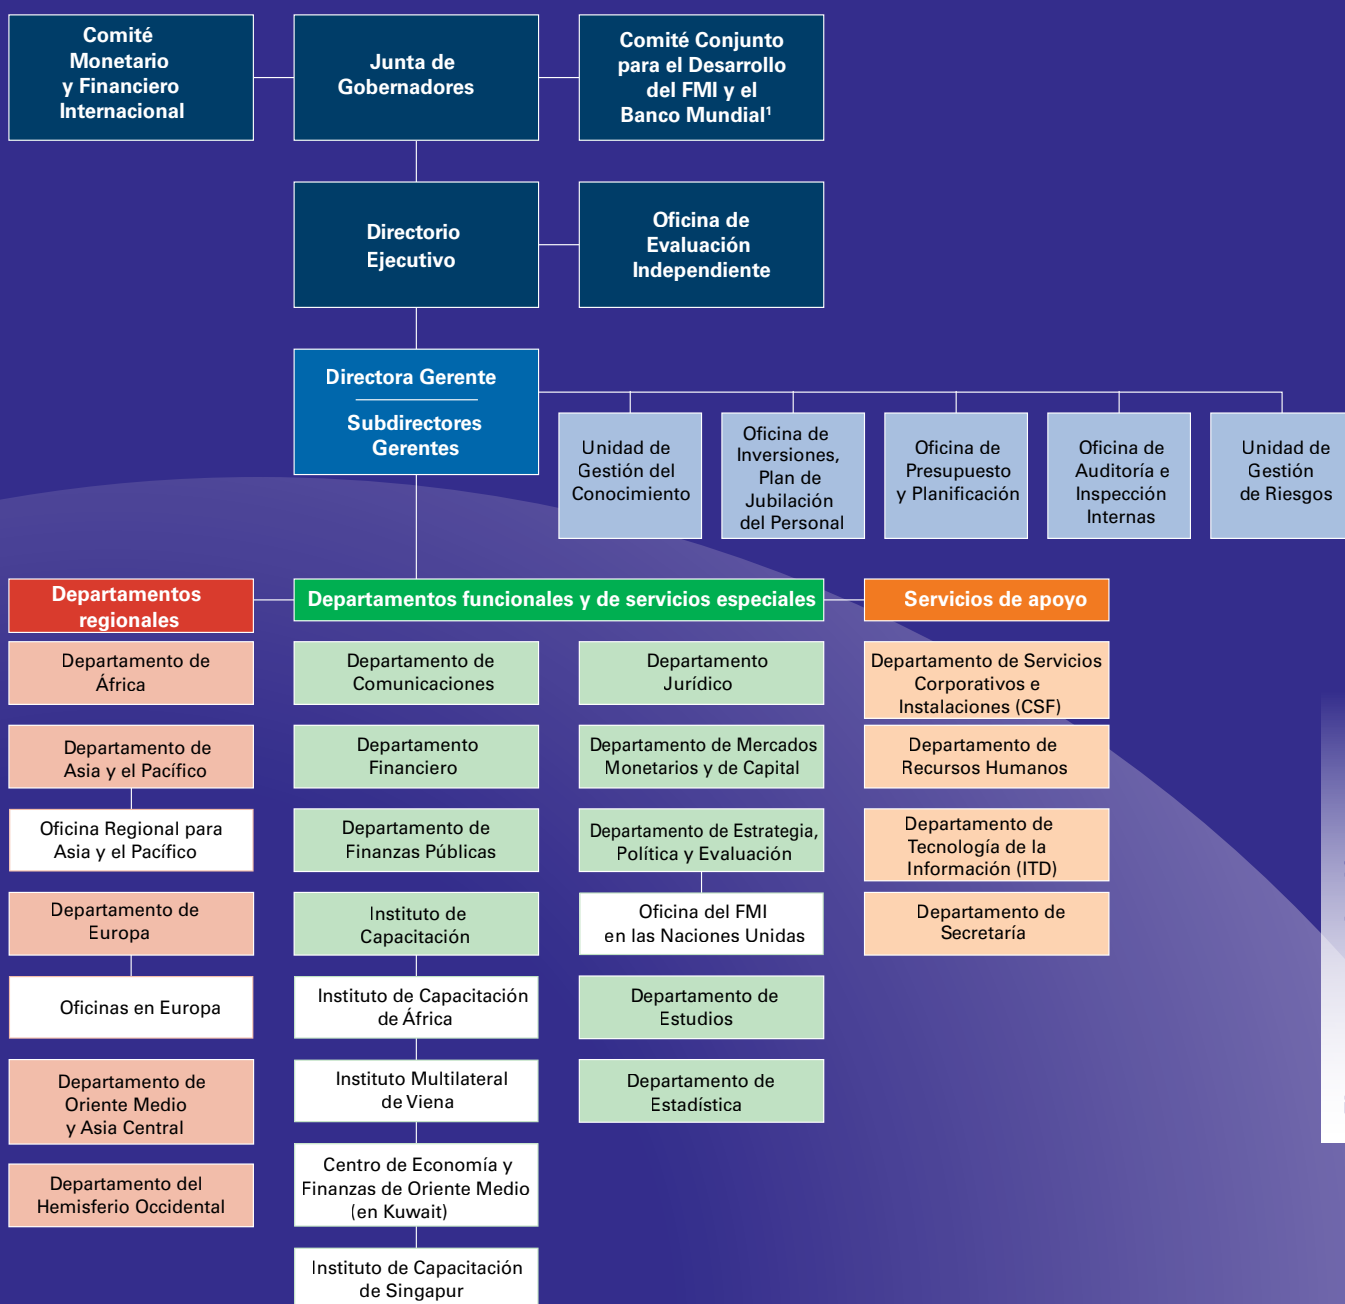 Comité
Monetario
y Financiero
Internacional
Junta de
Gobernadores
Comité Conjunto
para el Desarrollo
del FMI y el
Banco Mundial¹
Directorio
Ejecutivo
Oficina de
Evaluación
Independiente
Directora Gerente
Subdirectores
Gerentes
Unidad de
Gestión del
Conocimiento
Oficina de
Inversiones,
Plan de
Jubilación
del Personal
Oficina de
Presupuesto
y Planificación
Oficina de
Auditoría e
Inspección
Internas
Unidad de
Gestión
de Riesgos
Departamentos
regionales
Departamentos funcionales y de servicios especiales
Servicios de apoyo
Departamento de
África
Departamento de
Asia y el Pacífico
Oficina Regional para
Asia y el Pacífico
Departamento de
Europa
Oficinas en Europa
Departamento de
Oriente Medio
y Asia Central
Departamento del
Hemisferio Occidental
Departamento de
Comunicaciones
Departamento
Financiero
Departamento de
Finanzas Públicas
Instituto de
Capacitación
Instituto de Capacitación
de África
Instituto Multilateral
de Viena
Centro de Economía y
Finanzas de Oriente Medio
(en Kuwait)
Instituto de Capacitación
de Singapur
Departamento
Jurídico
Departamento de Mercados
Monetarios y de Capital
Departamento de Estrategia,
Política y Evaluación
Oficina del FMI
en las Naciones Unidas
Departamento de
Estudios
Departamento de
Estadística
Departamento de Servicios
Corporativos e
Instalaciones (CSF)
Departamento de
Recursos Humanos
Departamento de
Tecnología de la
Información (ITD)
Departamento de
Secretaría